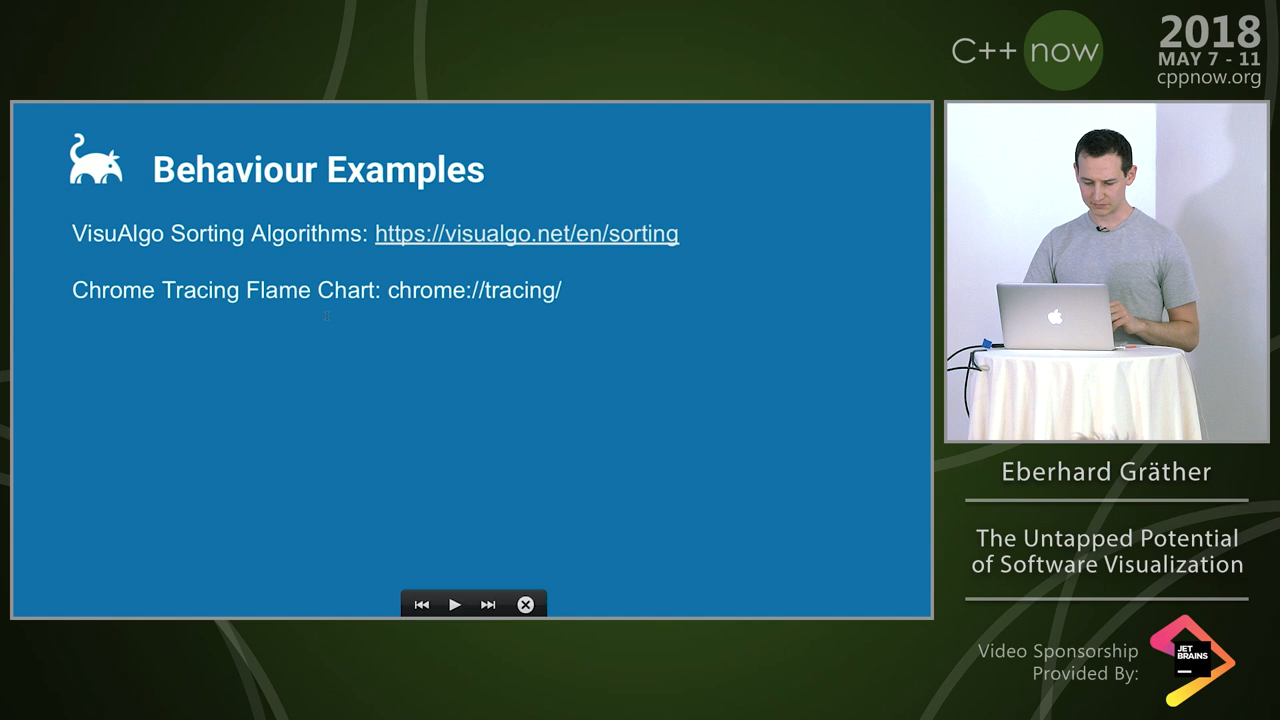 C++ now
2018
MAY 7 - 11
cppnow.org
Behaviour Examples
VisuAlgo Sorting Algorithms: https://visualgo.net/en/sorting
Chrome Tracing Flame Chart: chrome://tracing/
Eberhard Gräther
The Untapped Potential
of Software Visualization
Video Sponsorship
Provided By:
JET
BRAINS